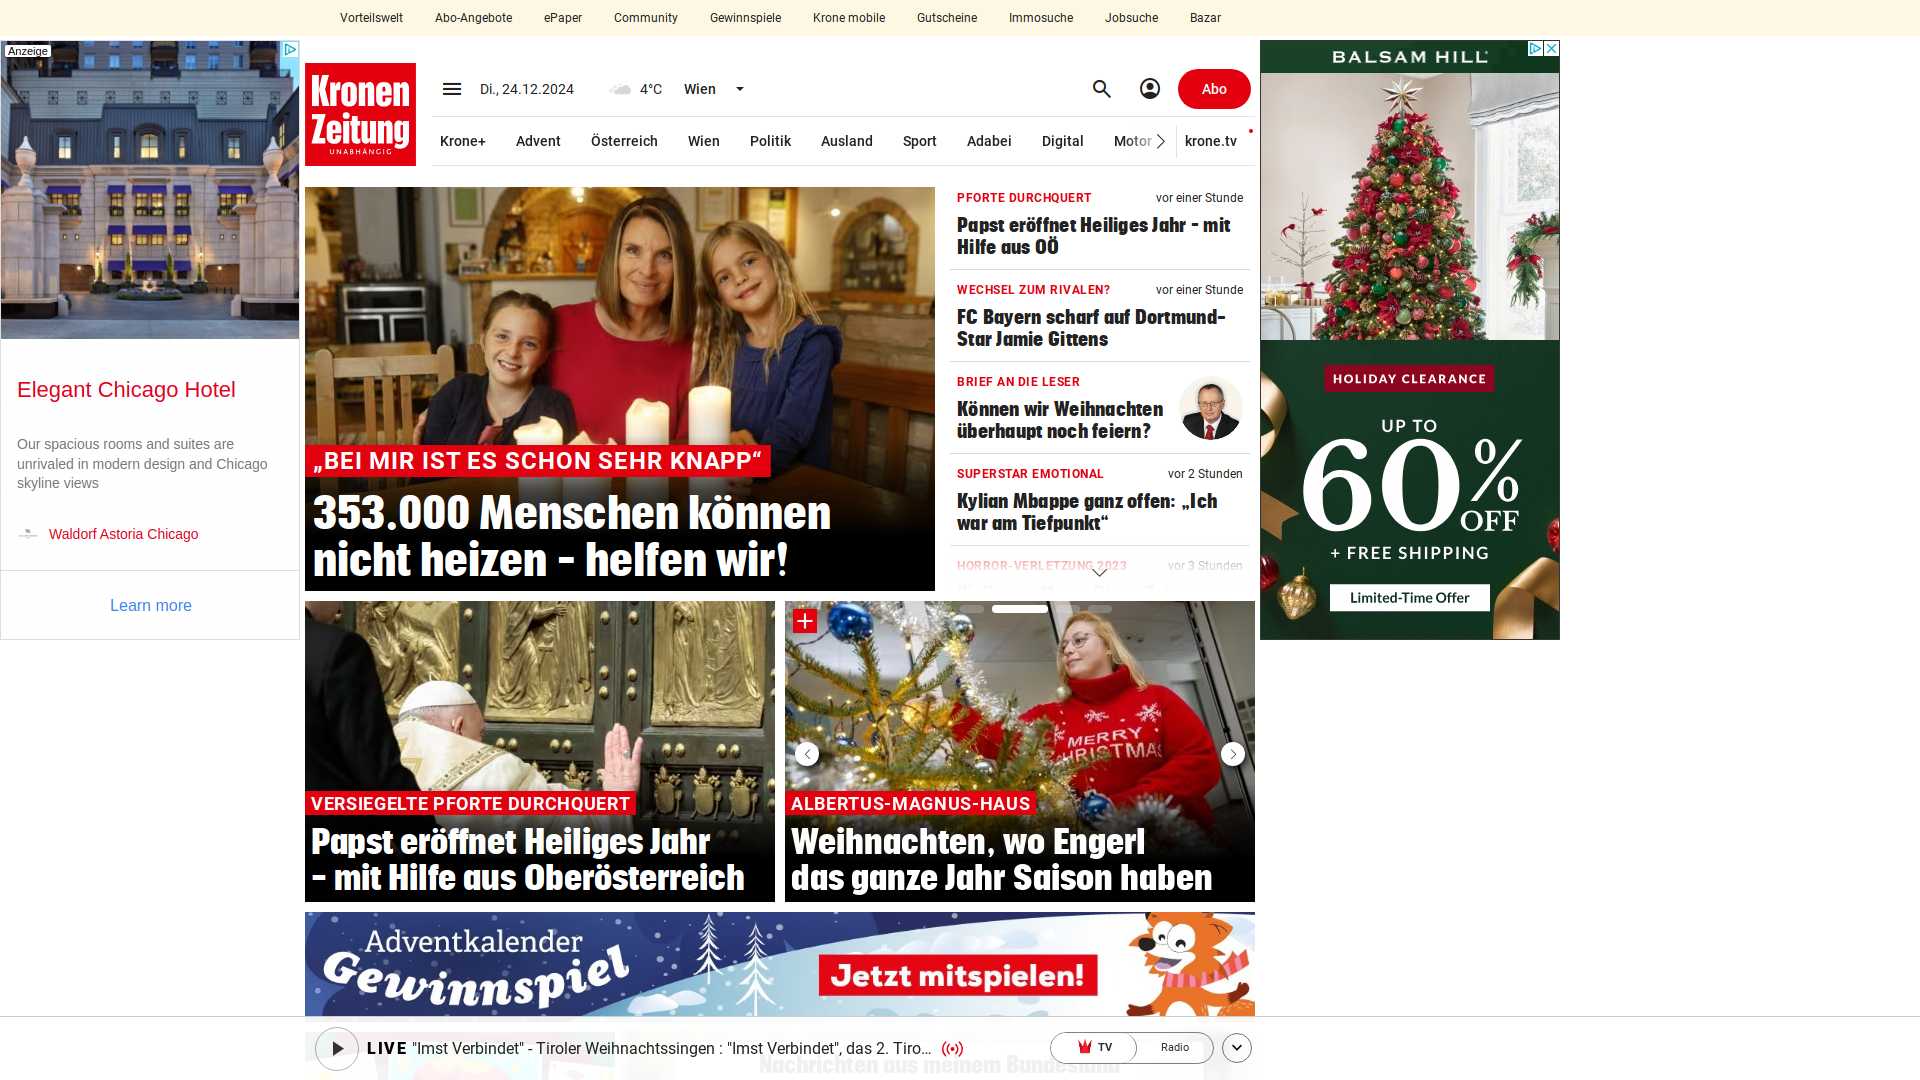 Vorteilswelt
Abo-Angebote
ePaper
Community
Gewinnspiele
Krone mobile
Gutscheine
Immosuche
Jobsuche
Bazar
Anzeige
Elegant Chicago Hotel
Our spacious rooms and suites are
unrivaled in modern design and Chicago
skyline views
Waldorf Astoria Chicago
Learn more
Kronen
Zeitung
UNABHÄNGIG
Di., 24.12.2024
4°C
Wien
Abo
Krone+
Advent
Österreich
Wien
Politik
Ausland
Sport
Adabei
Digital
Motor
krone.tv
„BEI MIR IST ES SCHON SEHR KNAPP“
353.000 Menschen können
nicht heizen – helfen wir!
PFORTE DURCHQUERT
vor einer Stunde
Papst eröffnet Heiliges Jahr – mit
Hilfe aus OÖ
WECHSEL ZUM RIVALEN?
vor einer Stunde
FC Bayern scharf auf Dortmund-
Star Jamie Gittens
BRIEF AN DIE LESER
Können wir Weihnachten
überhaupt noch feiern?
SUPERSTAR EMOTIONAL
vor 2 Stunden
Kylian Mbappe ganz offen: „Ich
war am Tiefpunkt“
HORROR-VERLETZUNG 2023
vor 3 Stunden
VERSIEGELTE PFORTE DURCHQUERT
Papst eröffnet Heiliges Jahr
– mit Hilfe aus Oberösterreich
MERRY
CHRISTMAS
ALBERTUS-MAGNUS-HAUS
Weihnachten, wo Engerl
das ganze Jahr Saison haben
Adventkalender
Gewinnspiel
Jetzt mitspielen!
LIVE "Imst Verbindet" - Tiroler Weihnachtssingen : "Imst Verbindet", das 2. Tiro...
TV
Radio
Nachrichten aus meinem Bundesland
BALSAM HILL
HOLIDAY CLEARANCE
UP TO
60%
OFF
+ FREE SHIPPING
Limited-Time Offer